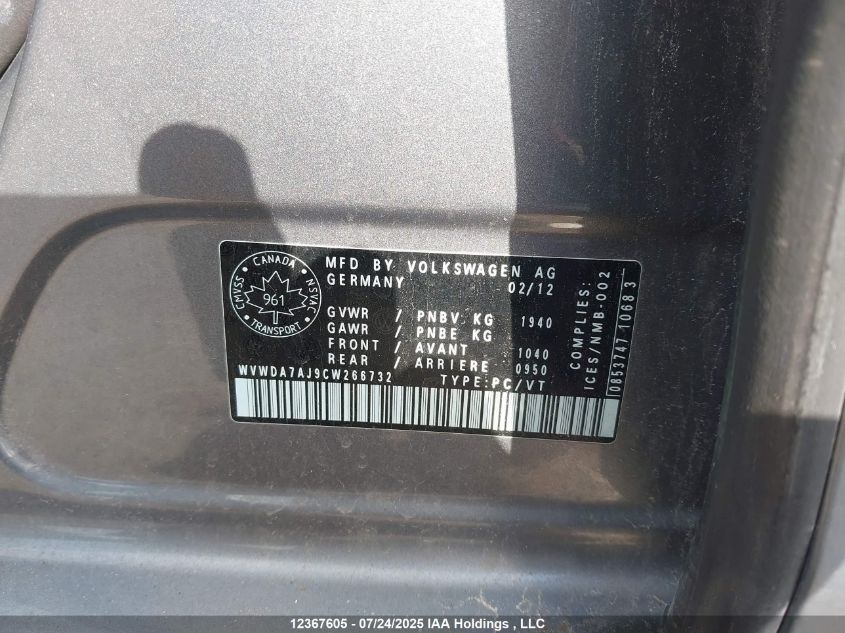 CANADA
CMVSS
NSVAC
961
TRANSPORT
MFD BY VOLKSWAGEN AG
GERMANY 02/12
GVWR / PNBV KG 1940
GAWR / PNBE KG
FRONT / AVANT 1040
REAR / ARRIERE 0950
WVWDA7AJ9CW266732 TYPE:PC/VT
COMPLIES:
ICES/NMB-002
0853747 1068 3
12367605 - 07/24/2025 IAA Holdings , LLC